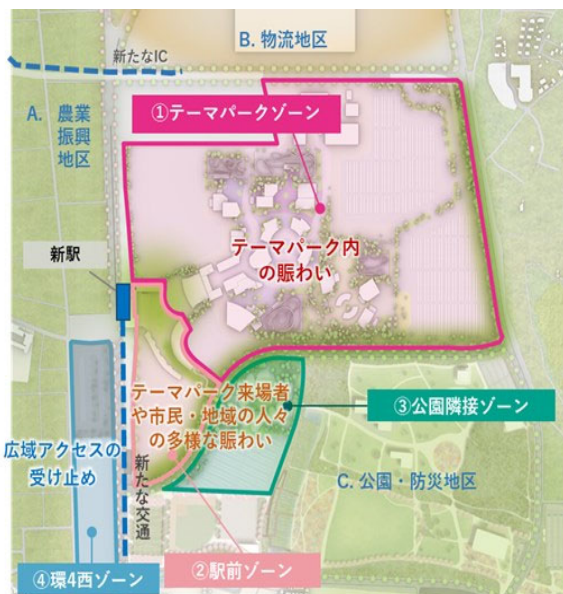 B. 物流地区
新たなIC
①テーマパークゾーン
A. 農業
振興
地区
テーマパーク内
の賑わい
新駅
テーマパーク来場者
や市民・地域の人々
の多様な賑わい
③公園隣接ゾーン
広域アクセスの
受け止め
新たな交通
C. 公園・防災地区
②駅前ゾーン
④環4西ゾーン